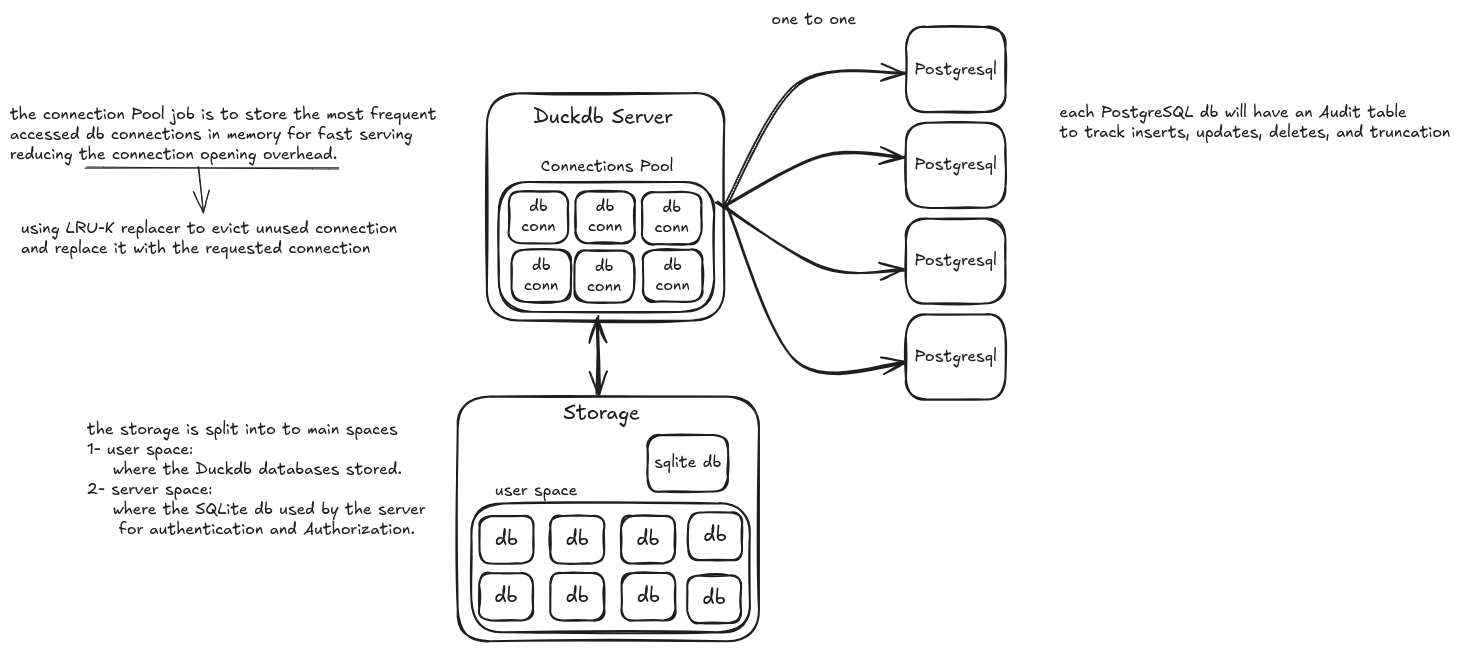 one to one
the connection Pool job is to store the most frequent
accessed db connections in memory for fast serving
reducing the connection opening overhead.
using LRU-K replacer to evict unused connection
and replace it with the requested connection
Duckdb Server
Connections Pool
db
conn
db
conn
db
conn
db
conn
db
conn
db
conn
Postgresql
Postgresql
Postgresql
Postgresql
each PostgreSQL db will have an Audit table
to track inserts, updates, deletes, and truncation
the storage is split into to main spaces
1- user space:
where the Duckdb databases stored.
2- server space:
where the SQLite db used by the server
for authentication and Authorization.
Storage
sqlite db
user space
db
db
db
db
db
db
db
db